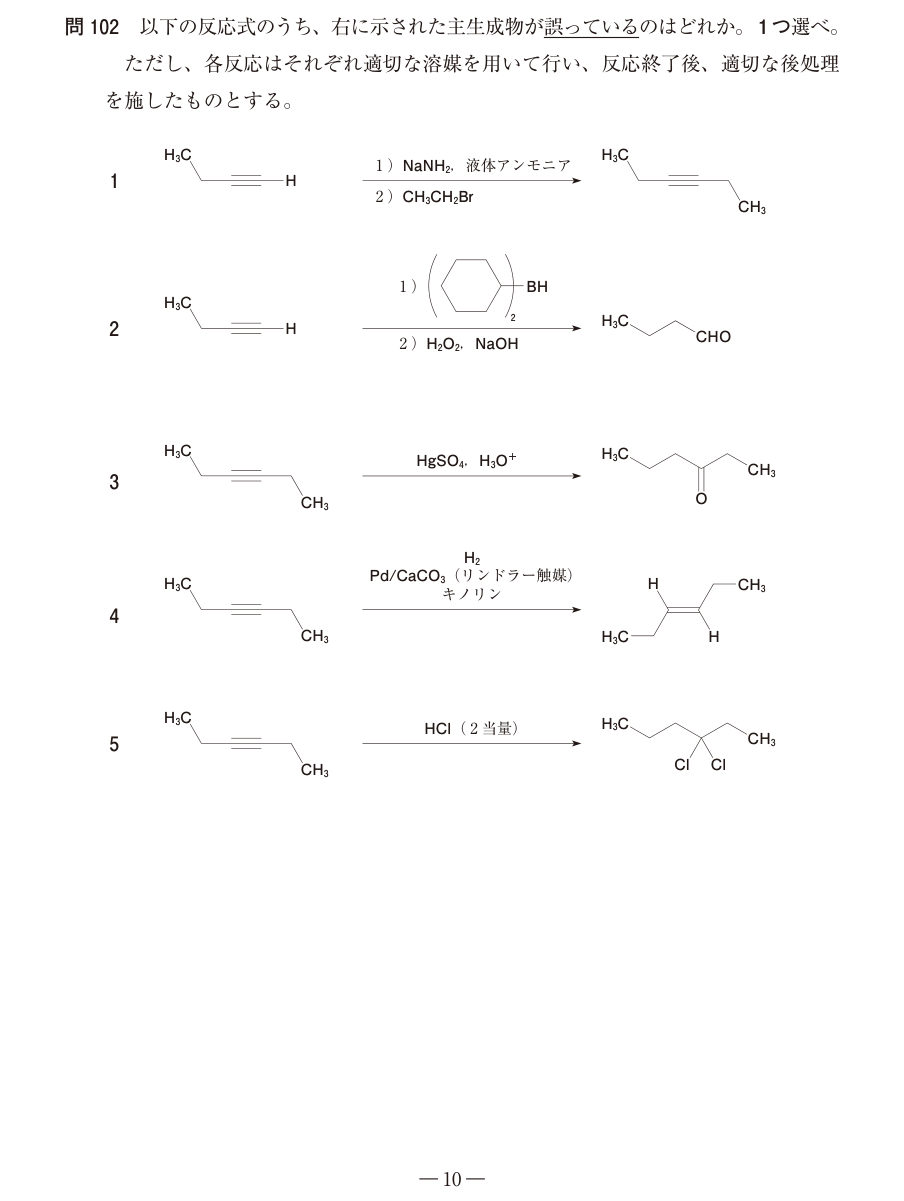 問 102 以下の反応式のうち、右に示された主生成物が誤っているのはどれか。1つ選べ。
ただし、各反応はそれぞれ適切な溶媒を用いて行い、反応終了後、適切な後処理
を施したものとする。
1
H₃C
H
1）NaNH₂，液体アンモニア
2）CH₃CH₂Br
H₃C
CH₃
2
H₃C
H
1）
BH
2
2）H₂O₂，NaOH
H₃C
CHO
3
H₃C
CH₃
HgSO₄，H₃O⁺
H₃C
CH₃
O
4
H₃C
CH₃
H₂
Pd/CaCO₃（リンドラー触媒）
キノリン
H
CH₃
H₃C
H
5
H₃C
CH₃
HCl（2当量）
H₃C
CH₃
Cl Cl
— 10 —